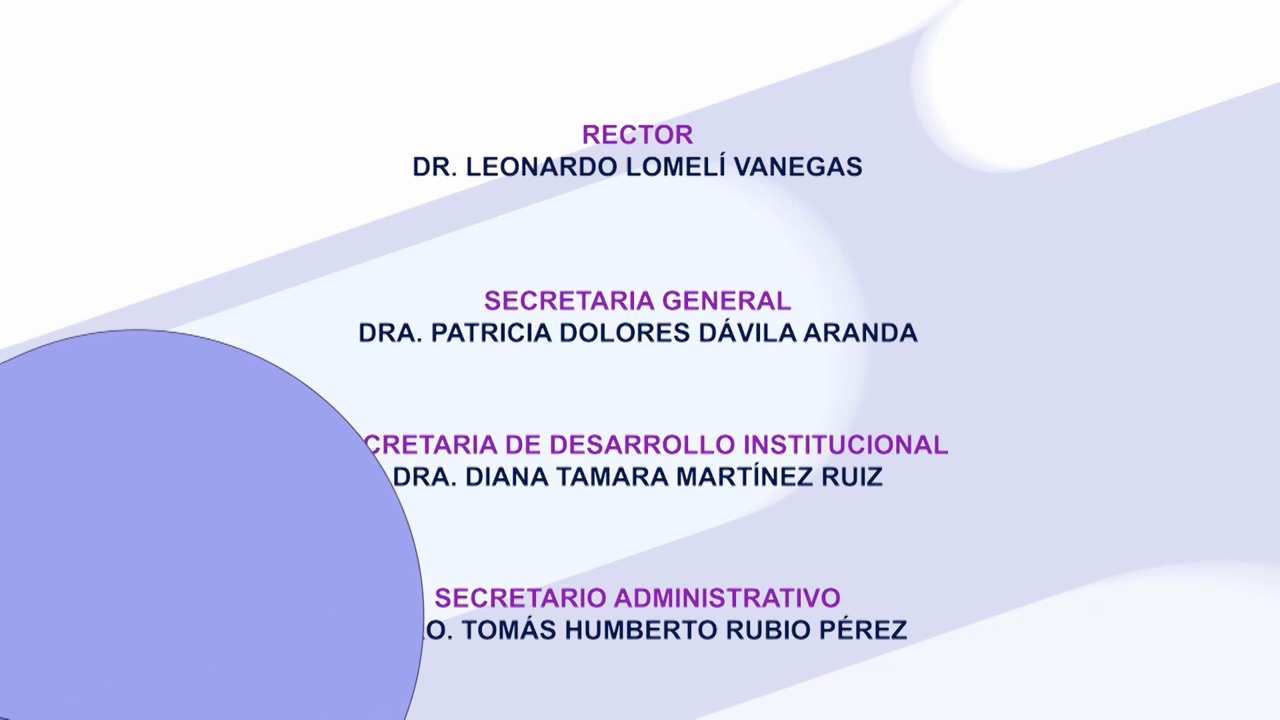 RECTOR
DR. LEONARDO LOMELÍ VANEGAS
SECRETARIA GENERAL
DRA. PATRICIA DOLORES DÁVILA ARANDA
CRETARIA DE DESARROLLO INSTITUCIONAL
DRA. DIANA TAMARA MARTÍNEZ RUIZ
SECRETARIO ADMINISTRATIVO
O. TOMÁS HUMBERTO RUBIO PÉREZ